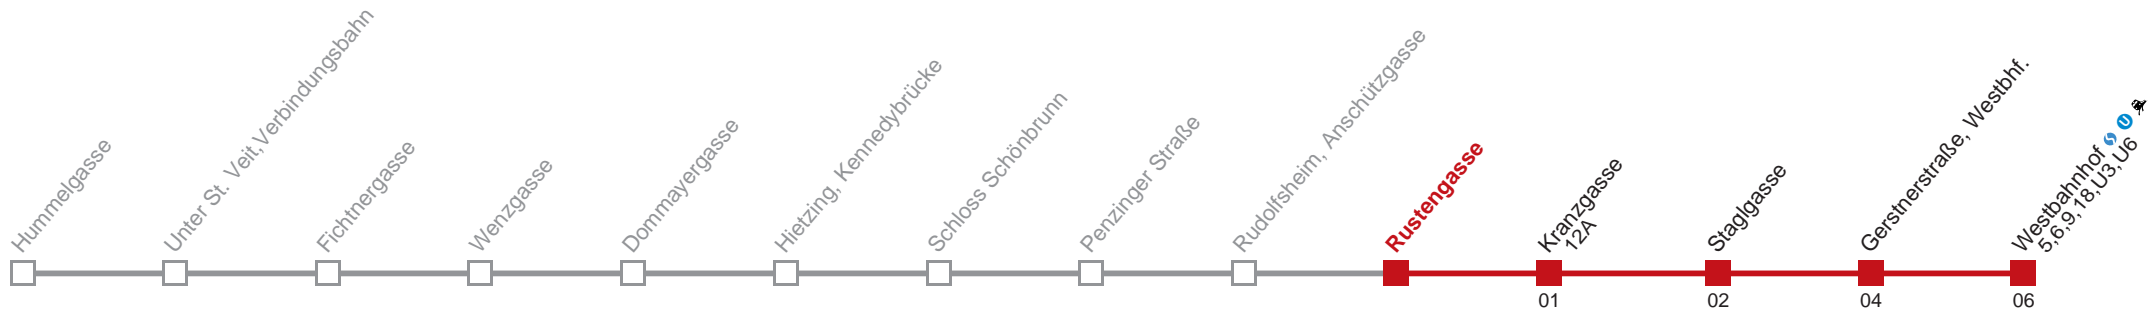 Hummelgasse
Unter St. Veit,Verbindungsbahn
Fichtnergasse
Wenzgasse
Dommayergasse
Hietzing, Kennedybrücke
Schloss Schönbrunn
Penzinger Straße
Rudolfsheim, Anschützgasse
Rustengasse
Kranzgasse
12A
Staglgasse
Gerstnerstraße, Westbhf.
Westbahnhof S U
5,6,9,18,U3,U6
01
02
04
06